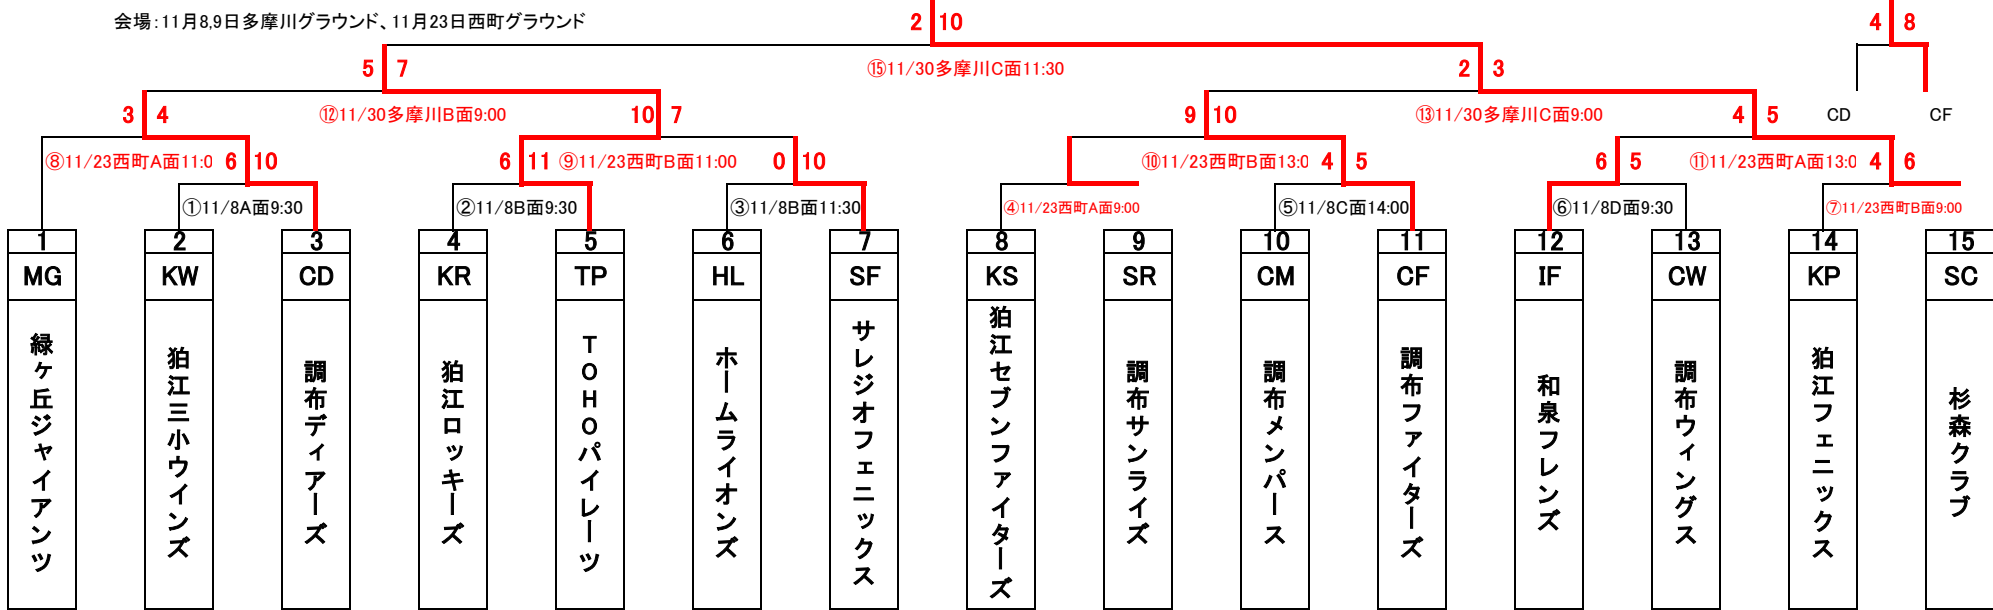 会場：11月8,9日多摩川グラウンド、11月23日西町グラウンド
2 10
4 8
5 7
⑮11/30多摩川C面11:30
2 3
3 4
⑫11/30多摩川B面9:00
10 7
9 10
⑬11/30多摩川C面9:00
4 5
CD
CF
⑧11/23西町A面11:0
6 10
6 11
⑨11/23西町B面11:00
0 10
⑩11/23西町B面13:0
4 5
6 5
⑪11/23西町A面13:0
4 6
①11/8A面9:30
②11/8B面9:30
③11/8B面11:30
④11/23西町A面9:00
⑤11/8C面14:00
⑥11/8D面9:30
⑦11/23西町B面9:00
1 2 3 4 5 6 7 8 9 10 11 12 13 14 15
MG KW CD KR TP HL SF KS SR CM CF IF CW KP SC
緑ヶ丘ジャイアンツ
狛江三小ウインズ
調布ディアーズ
狛江ロッキーズ
TOHOパイレーツ
ホームライオンズ
サレジオフェニックス
狛江セブンファイターズ
調布サンライズ
調布メンパース
調布ファイターズ
和泉フレンズ
調布ウィングス
狛江フェニックス
杉森クラブ